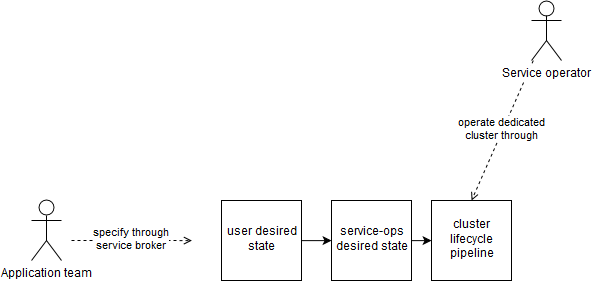 Service operator
operate dedicated
cluster through
specify through
service broker
Application team
user desired
state
service-ops
desired state
cluster
lifecycle
pipeline